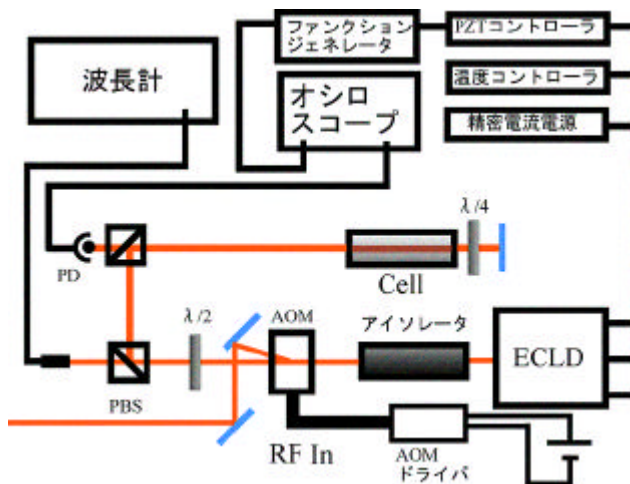 波長計
ファンクション
ジェネレータ
PZTコントローラ
温度コントローラ
精密電流電源
オシロ
スコープ
PD
λ/4
Cell
λ/2
AOM
アイソレータ
ECLD
PBS
RF In
AOM
ドライバ